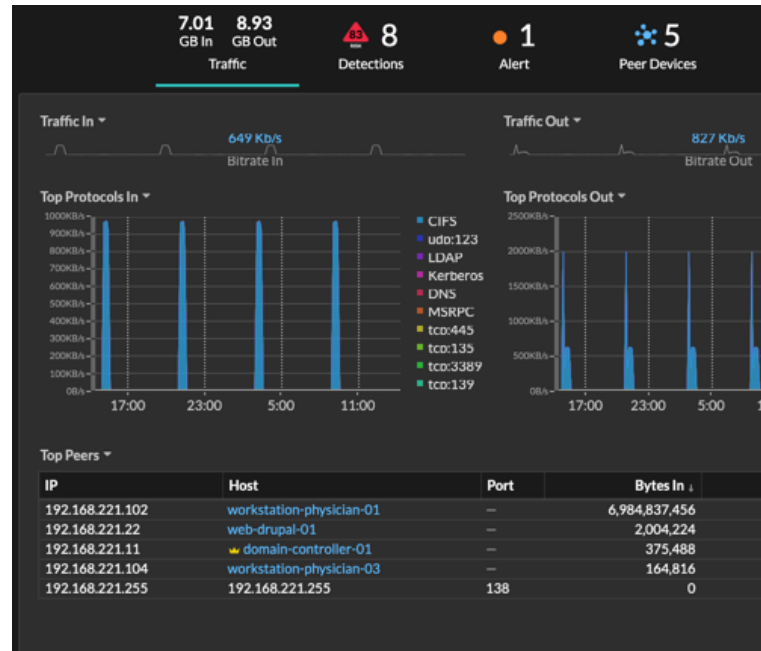 7.01 8.93 83 8 1 5
GB In GB Out RISK
Traffic Detections Alert Peer Devices
Traffic In Traffic Out
649 Kb/s 827 Kb/s
Bitrate In Bitrate Out
Top Protocols In Top Protocols Out
1000KB/s
900KB/s
800KB/s
700KB/s
600KB/s
500KB/s
400KB/s
300KB/s
200KB/s
100KB/s
0B/s
17:00 23:00 5:00 11:00
CIFS
udp:123
LDAP
Kerberos
DNS
MSRPC
tcp:445
tcp:135
tcp:3389
tcp:139
2500KB/s
2000KB/s
1500KB/s
1000KB/s
500KB/s
0B/s
17:00 23:00 5:00 1
Top Peers
IP Host Port Bytes In ↓
192.168.221.102 workstation-physician-01 — 6,984,837,456
192.168.221.22 web-drupal-01 — 2,004,224
192.168.221.11 domain-controller-01 — 375,488
192.168.221.104 workstation-physician-03 — 164,816
192.168.221.255 192.168.221.255 138 0